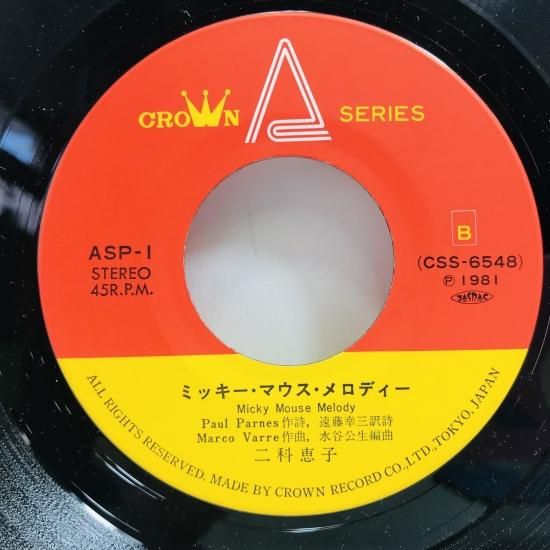 CROWN A SERIES
B
ASP-1
STEREO
45R.P.M.
(CSS-6548)
Ⓟ 1981
JASRAC
ミッキー・マウス・メロディー
Micky Mouse Melody
Paul Parnes作詩, 遠藤幸三訳詩
Marco Varre作曲, 水谷公生編曲
二科恵子
ALL RIGHTS RESERVED. MADE BY CROWN RECORD CO., LTD., TOKYO, JAPAN